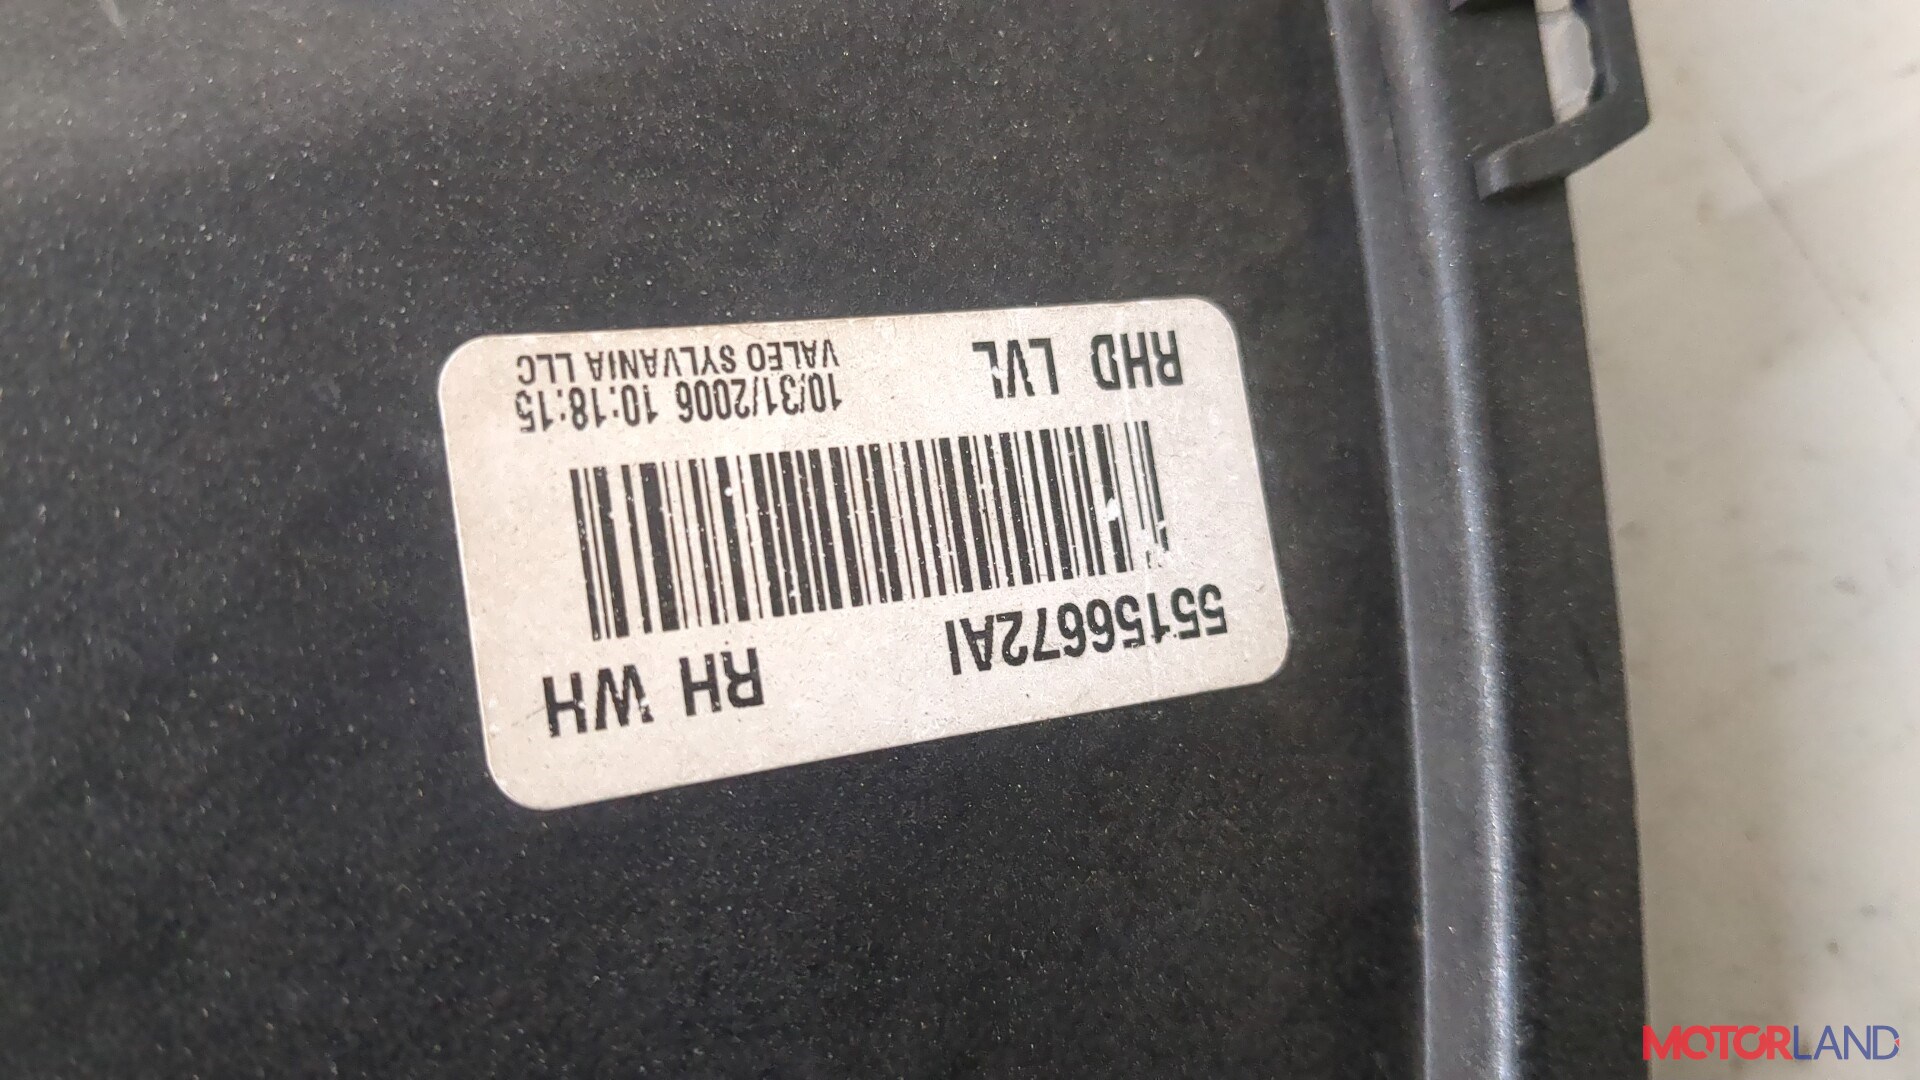 55156672AI RH WH
RHD LVL 10/31/2006 10:18:15
VALEO SYLVANIA LLC
MOTORLAND